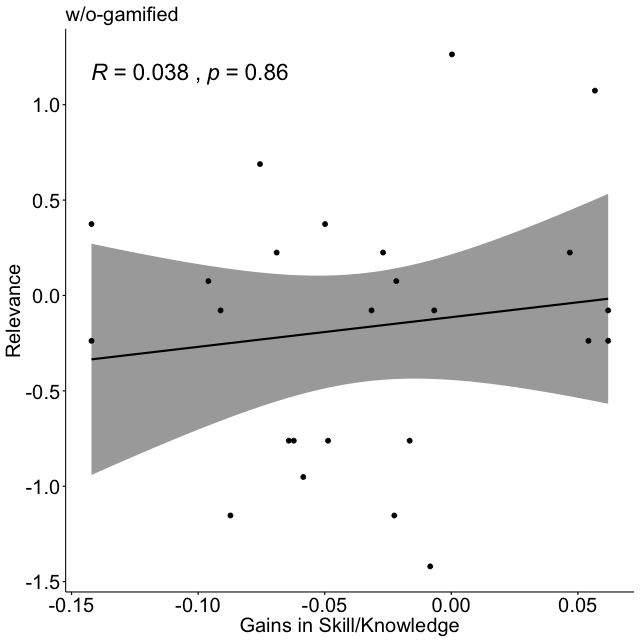 w/o-gamified
R = 0.038 , p = 0.86
1.0
0.5
0.0
-0.5
-1.0
-1.5
Relevance
-0.15 -0.10 -0.05 0.00 0.05
Gains in Skill/Knowledge